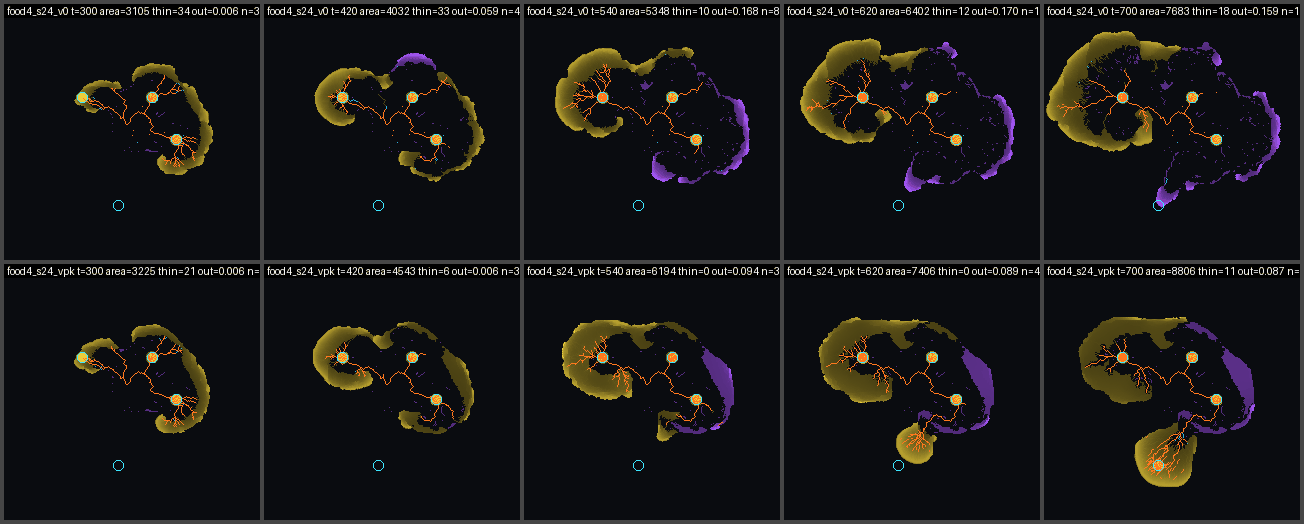 food4_s24_v0 t=300 area=3105 thin=34 out=0.006 n=3
food4_s24_v0 t=420 area=4032 thin=33 out=0.059 n=4
food4_s24_v0 t=540 area=5348 thin=10 out=0.168 n=8
food4_s24_v0 t=620 area=6402 thin=12 out=0.170 n=1
food4_s24_v0 t=700 area=7683 thin=18 out=0.159 n=1
food4_s24_vpk t=300 area=3225 thin=21 out=0.006 n=
food4_s24_vpk t=420 area=4543 thin=6 out=0.006 n=3
food4_s24_vpk t=540 area=6194 thin=0 out=0.094 n=3
food4_s24_vpk t=620 area=7406 thin=0 out=0.089 n=4
food4_s24_vpk t=700 area=8806 thin=11 out=0.087 n=